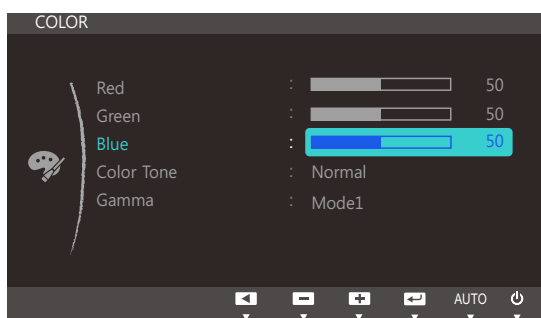 COLOR
Red : 50
Green : 50
Blue : 50
Color Tone : Normal
Gamma : Mode1
AUTO